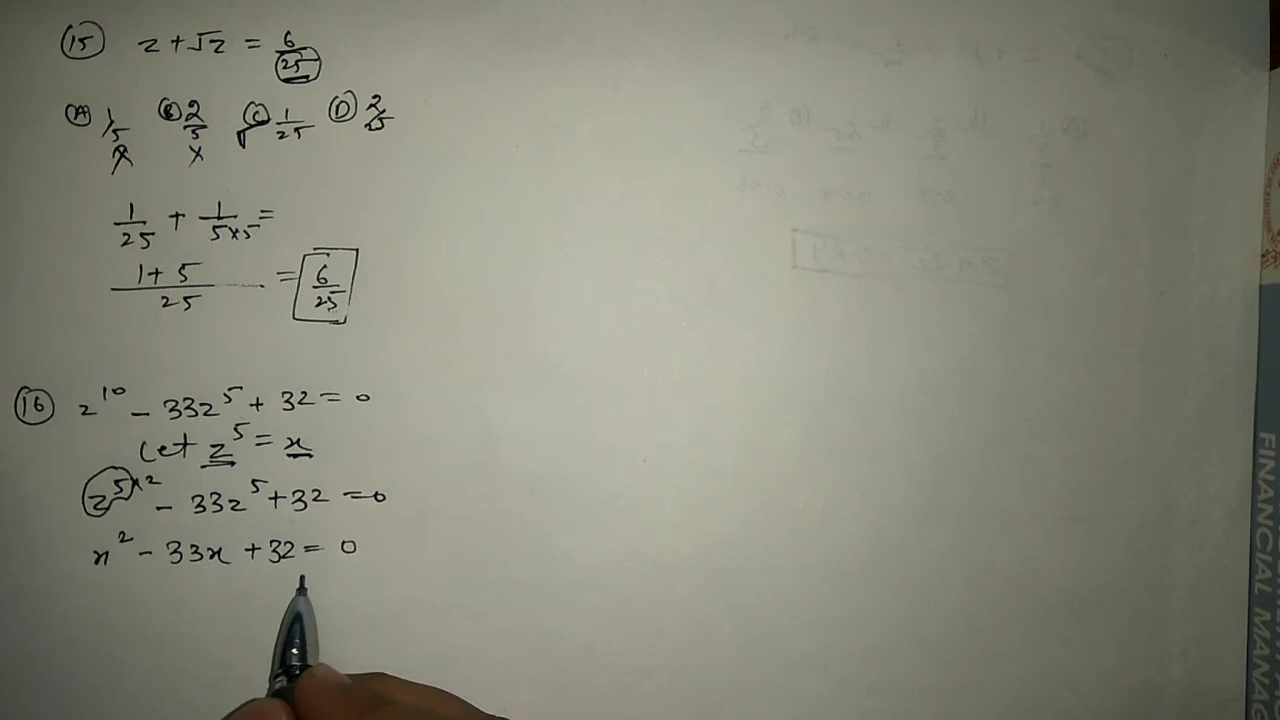 15 z + √z = 6/25
A 1/5 B 2/5 C 1/25 D 2/25
1/25 + 1/5×5 =
1+5/25 = 6/25
16 z^10 - 33z^5 + 32 = 0
Let z^5 = x
z^5×2 - 33z^5 + 32 = 0
x^2 - 33x + 32 = 0
FINANCIAL MANAG